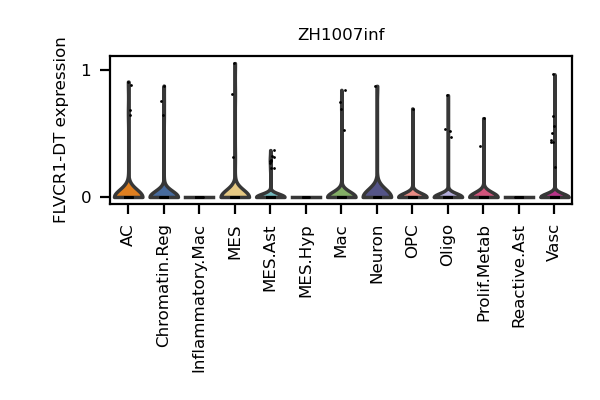 ZH1007inf
FLVCR1-DT expression
1
0
AC
Chromatin.Reg
Inflammatory.Mac
MES
MES.Ast
MES.Hyp
Mac
Neuron
OPC
Oligo
Prolif.Metab
Reactive.Ast
Vasc